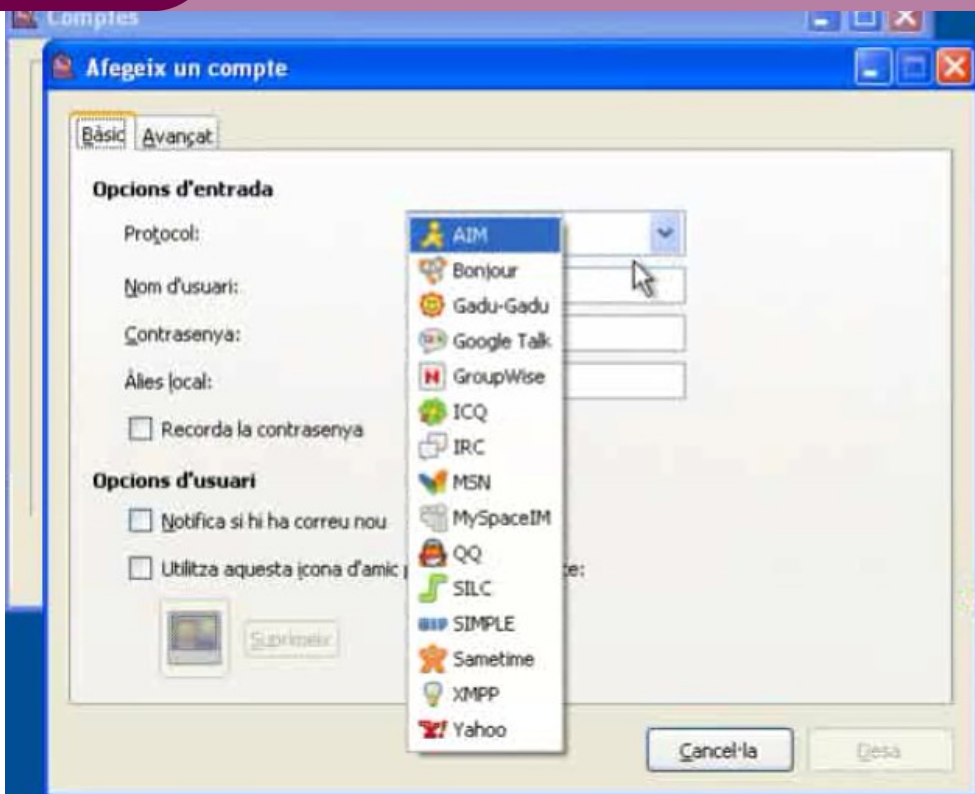 Comptes
Afegeix un compte
Bàsic Avançat
Opcions d'entrada
Protocol:
Nom d'usuari:
Contrasenya:
Àlies local:
Recorda la contrasenya
Opcions d'usuari
Notifica si hi ha correu nou
Utilitza aquesta icona d'amic
Suprimeix
AIM
Bonjour
Gadu-Gadu
Google Talk
GroupWise
ICQ
IRC
MSN
MySpaceIM
QQ
SILC
SIMPLE
Sametime
XMPP
Yahoo
Cancel·la Desa